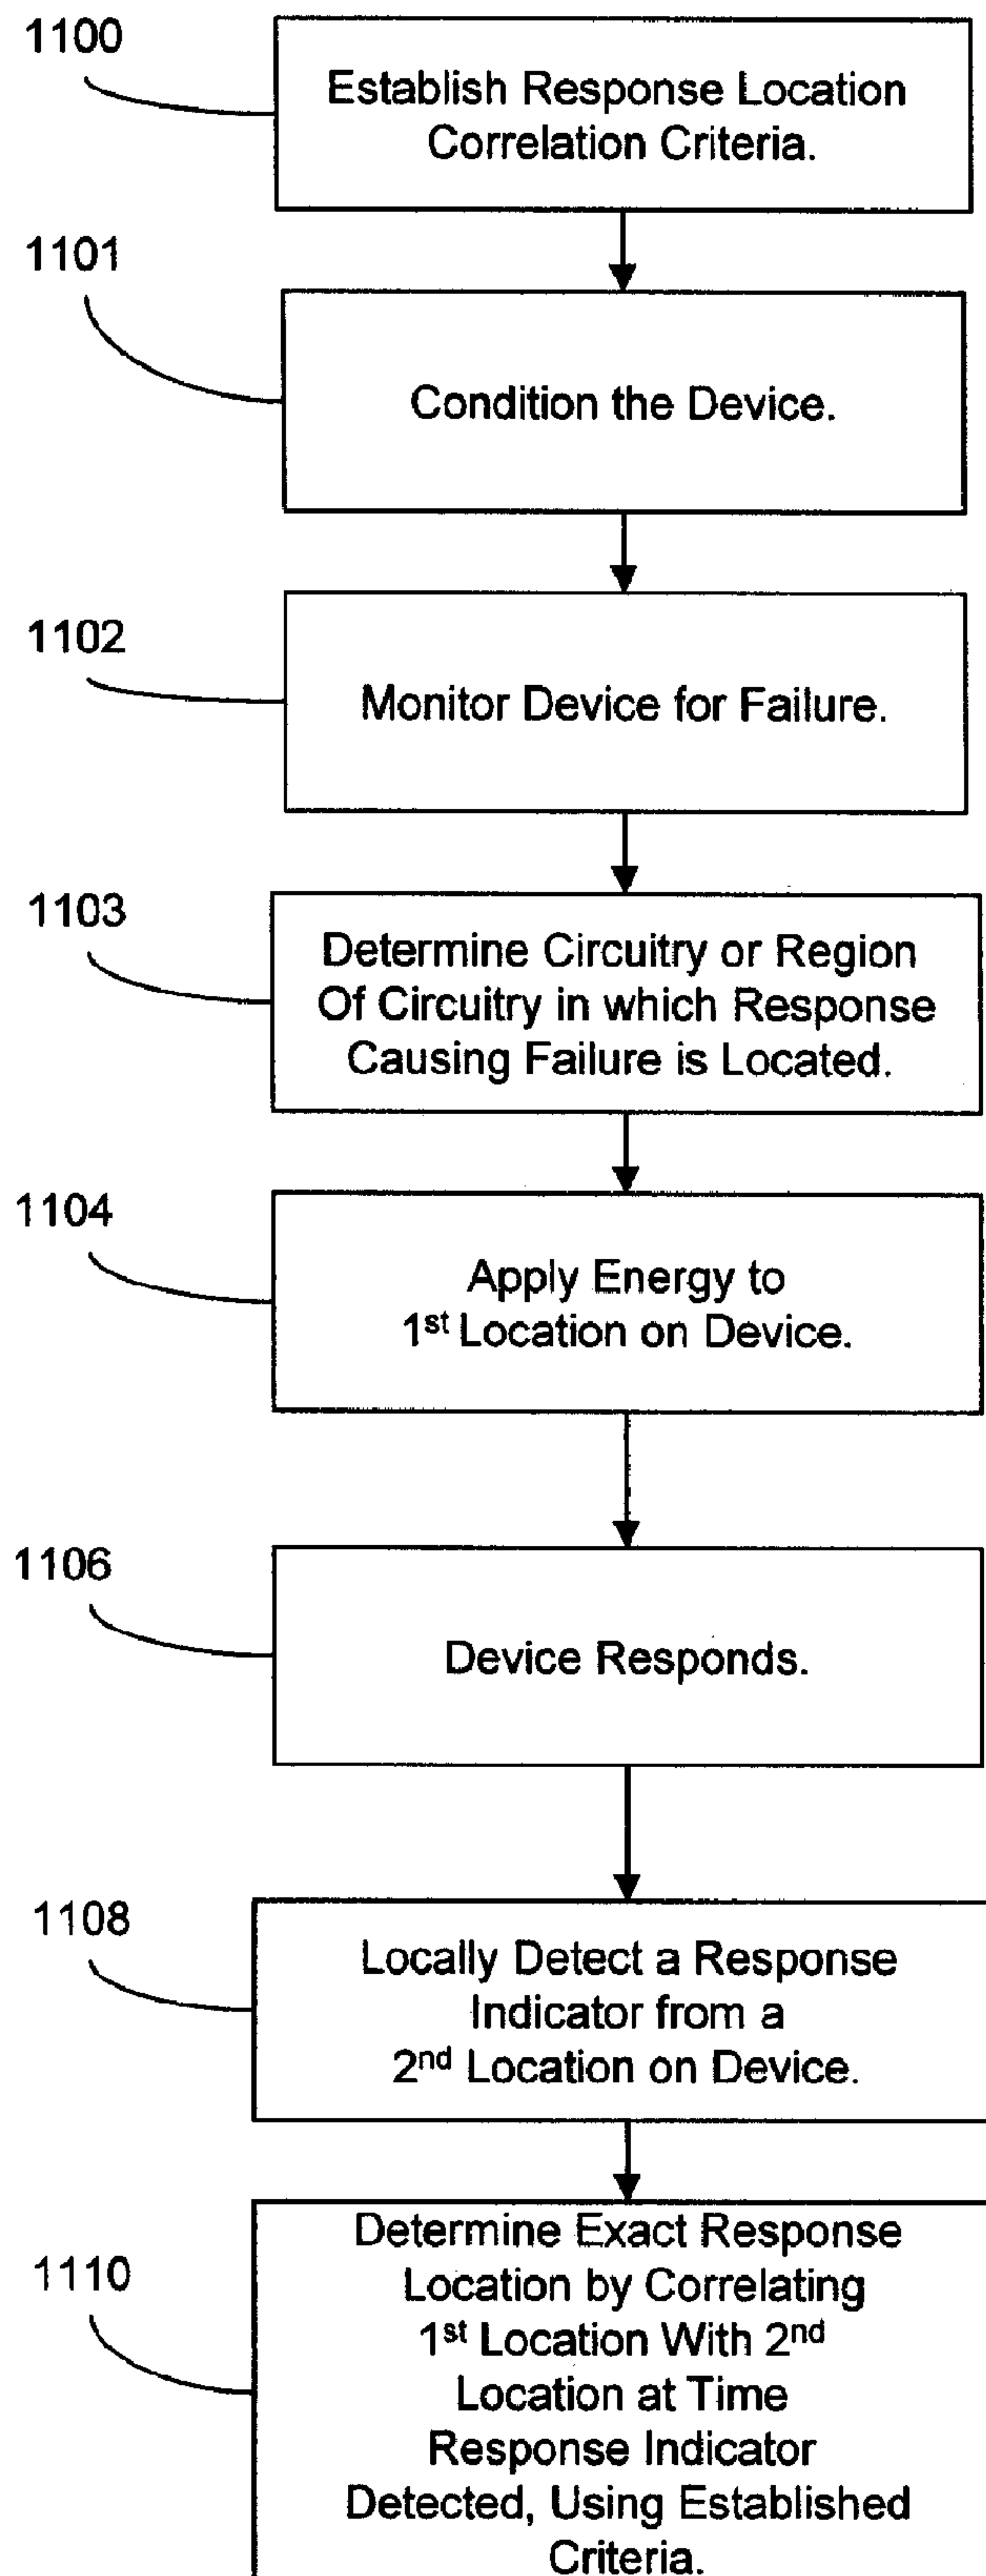 1100
Establish Response Location
Correlation Criteria.
1101
Condition the Device.
1102
Monitor Device for Failure.
1103
Determine Circuitry or Region
Of Circuitry in which Response
Causing Failure is Located.
1104
Apply Energy to
1st Location on Device.
1106
Device Responds.
1108
Locally Detect a Response
Indicator from a
2nd Location on Device.
1110
Determine Exact Response
Location by Correlating
1st Location With 2nd
Location at Time
Response Indicator
Detected, Using Established
Criteria.